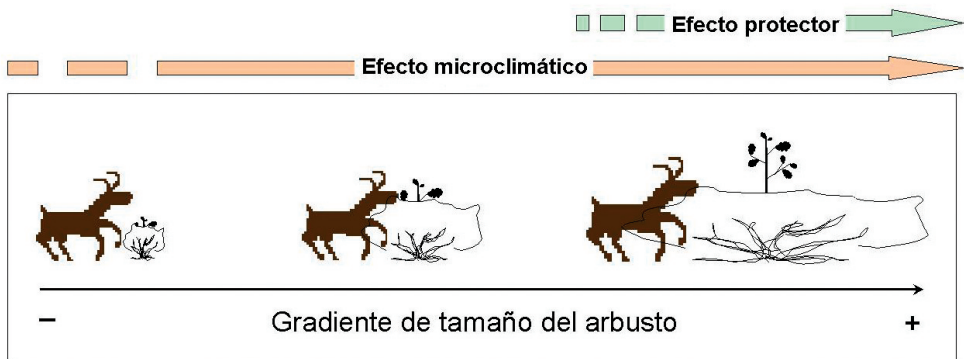 Efecto protector
Efecto microclimático
– Gradiente de tamaño del arbusto +